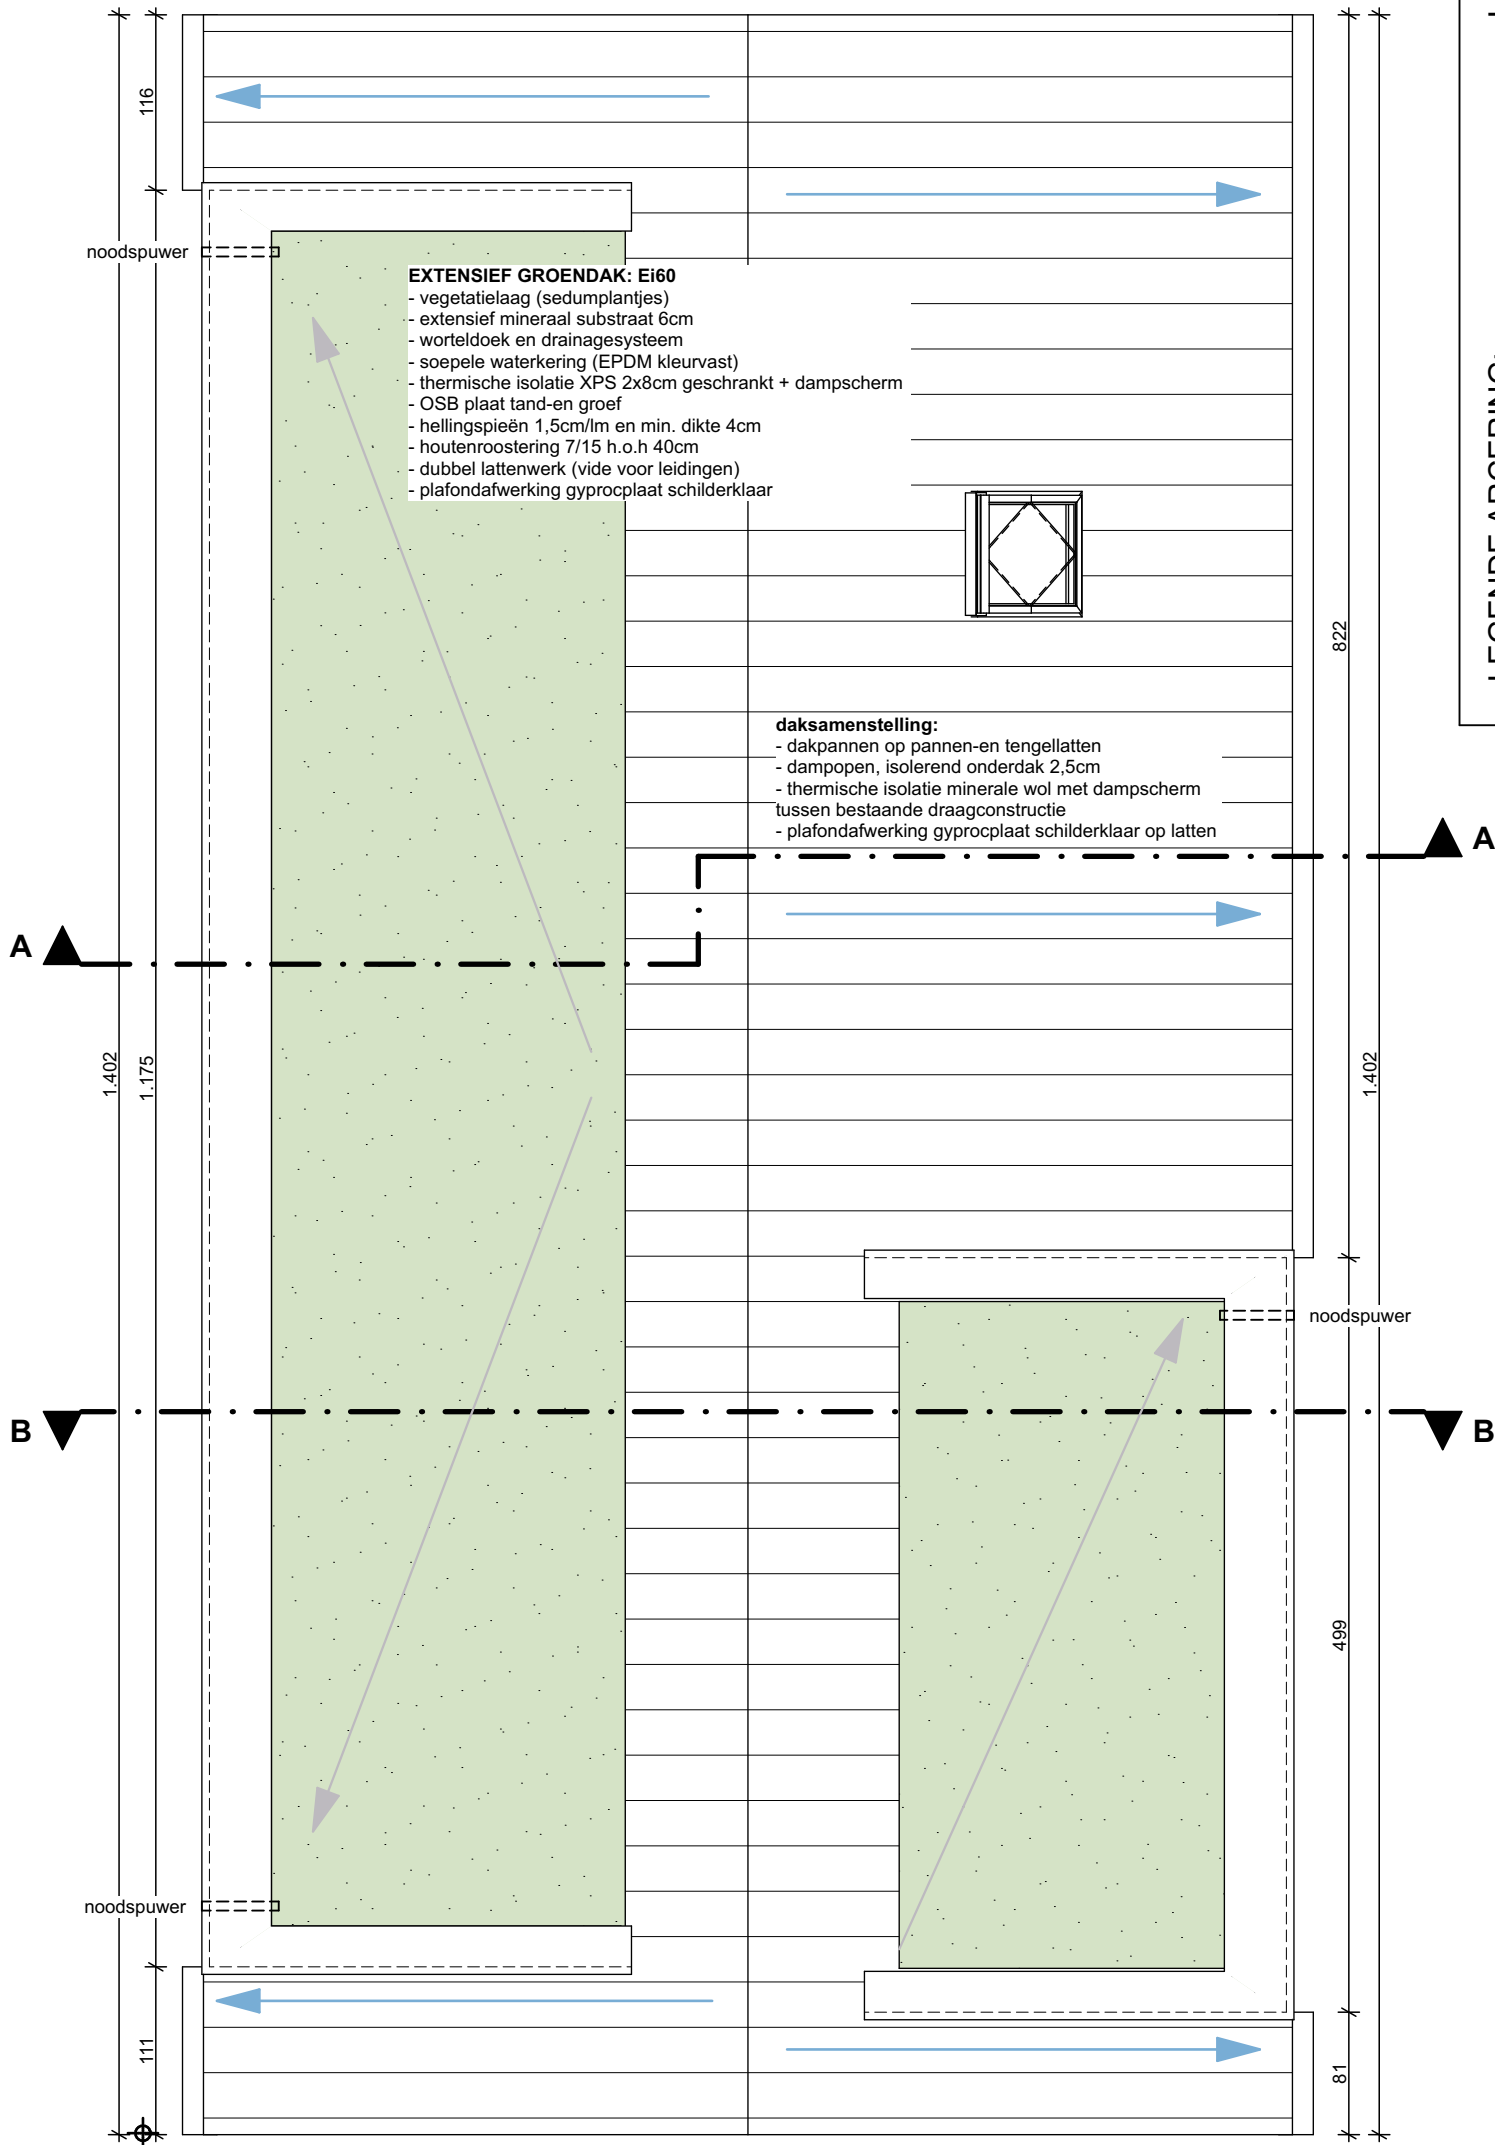 116
noodspuwer
EXTENSIEF GROENDAK: Ei60
- vegetatielaag (sedumplantjes)
- extensief mineraal substraat 6cm
- worteldoek en drainagesysteem
- soepele waterkering (EPDM kleurvast)
- thermische isolatie XPS 2x8cm geschrankt + dampscherm
- OSB plaat tand-en groef
- hellingspieën 1,5cm/lm en min. dikte 4cm
- houtenroostering 7/15 h.o.h 40cm
- dubbel lattenwerk (vide voor leidingen)
- plafondafwerking gyprocplaat schilderklaar
822
daksamenstelling:
- dakpannen op pannen-en tengellatten
- dampopen, isolerend onderdak 2,5cm
- thermische isolatie minerale wol met dampscherm
tussen bestaande draagconstructie
- plafondafwerking gyprocplaat schilderklaar op latten
A
A
1.402
1.175
1.402
noodspuwer
B
B
499
noodspuwer
111
81